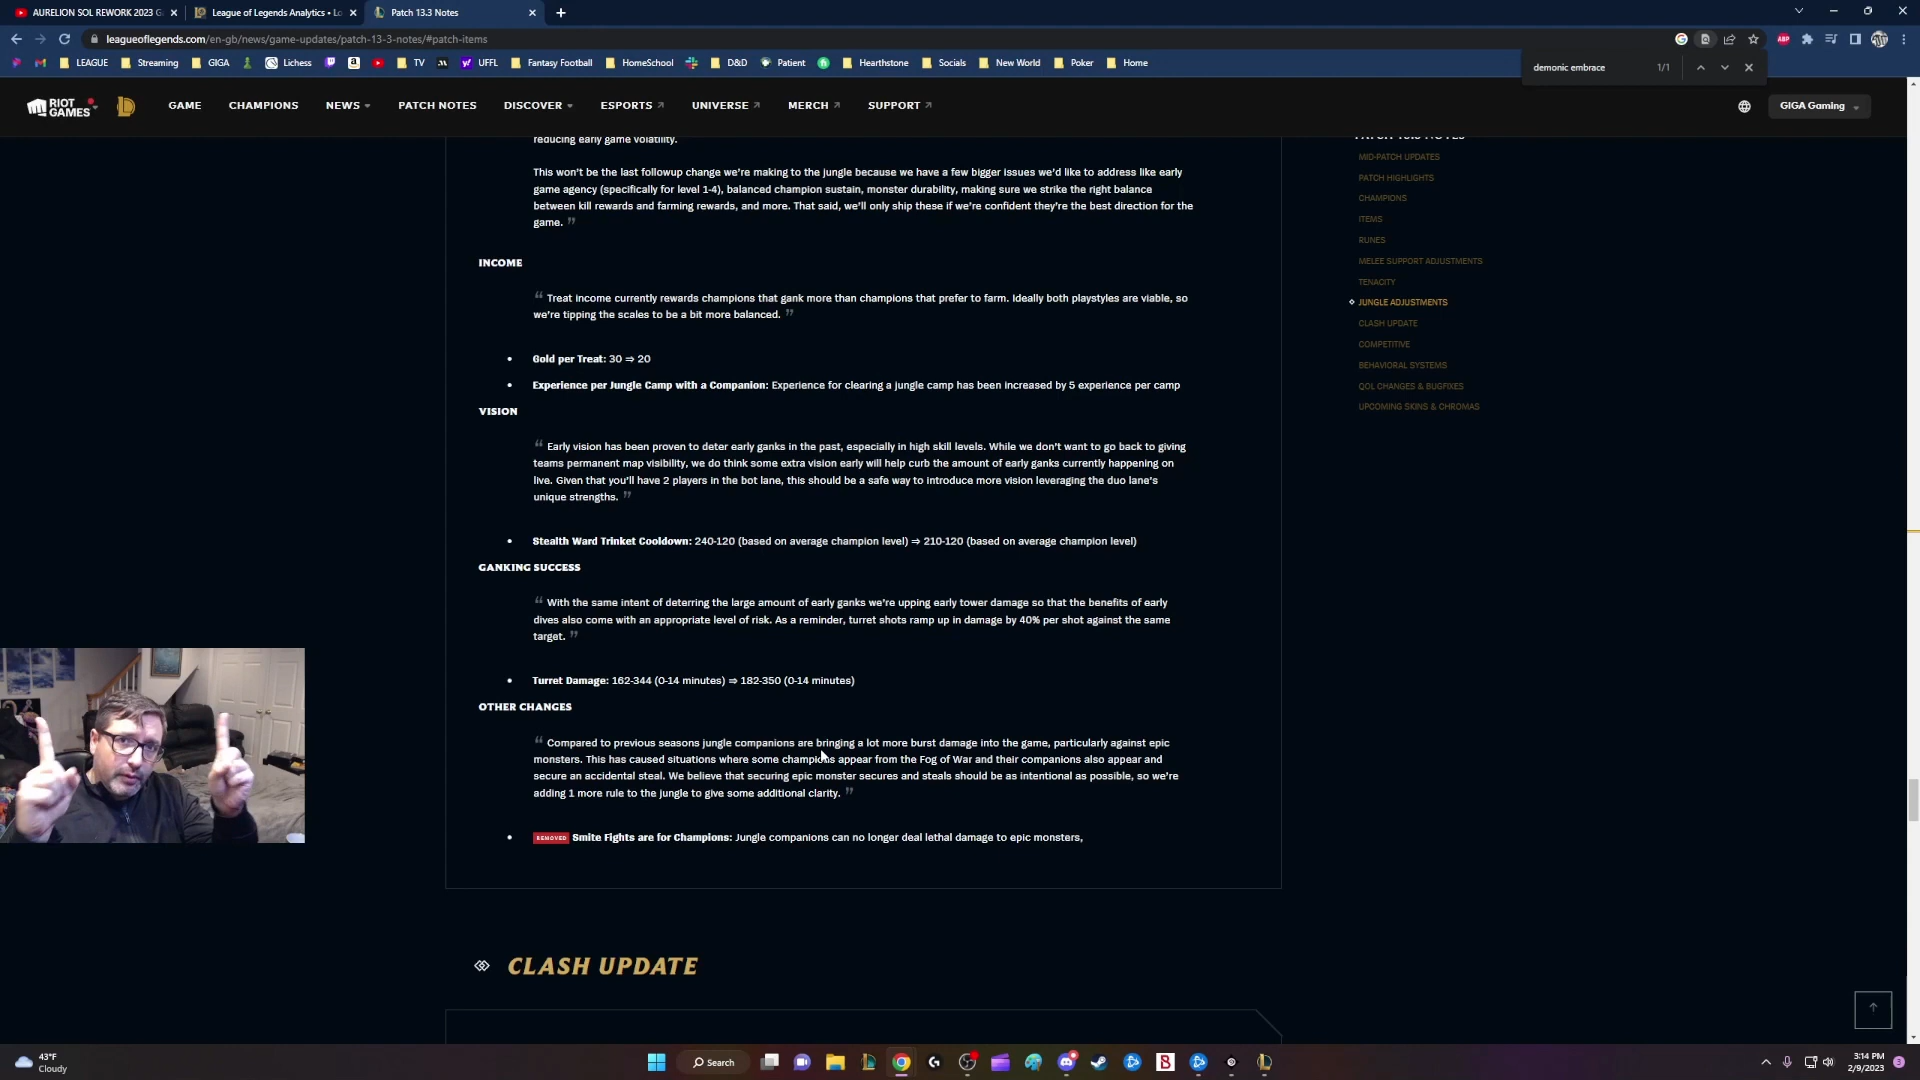 AURELION SOL REWORK 2023 G
League of Legends Analytics • Lo
Patch 13.3 Notes
leagueoflegends.com/en-gb/news/game-updates/patch-13-3-notes/#patch-items
LEAGUE Streaming GIGA Lichess TV UFFL Fantasy Football HomeSchool D&D Patient Hearthstone Socials New World Poker Home
demonic embrace 1/1
RIOT GAMES GAME CHAMPIONS NEWS PATCH NOTES DISCOVER ESPORTS UNIVERSE MERCH SUPPORT GIGA Gaming
reducing early game volatility.
This won't be the last followup change we're making to the jungle because we have a few bigger issues we'd like to address like early
game agency (specifically for level 1-4), balanced champion sustain, monster durability, making sure we strike the right balance
between kill rewards and farming rewards, and more. That said, we'll only ship these if we're confident they're the best direction for the
game. ”
INCOME
“ Treat income currently rewards champions that gank more than champions that prefer to farm. Ideally both playstyles are viable, so
we're tipping the scales to be a bit more balanced. ”
• Gold per Treat: 30 ⇒ 20
• Experience per Jungle Camp with a Companion: Experience for clearing a jungle camp has been increased by 5 experience per camp
VISION
“ Early vision has been proven to deter early ganks in the past, especially in high skill levels. While we don't want to go back to giving
teams permanent map visibility, we do think some extra vision early will help curb the amount of early ganks currently happening on
live. Given that you'll have 2 players in the bot lane, this should be a safe way to introduce more vision leveraging the duo lane's
unique strengths. ”
• Stealth Ward Trinket Cooldown: 240-120 (based on average champion level) ⇒ 210-120 (based on average champion level)
GANKING SUCCESS
“ With the same intent of deterring the large amount of early ganks we're upping early tower damage so that the benefits of early
dives also come with an appropriate level of risk. As a reminder, turret shots ramp up in damage by 40% per shot against the same
target. ”
• Turret Damage: 162-344 (0-14 minutes) ⇒ 182-350 (0-14 minutes)
OTHER CHANGES
“ Compared to previous seasons jungle companions are bringing a lot more burst damage into the game, particularly against epic
monsters. This has caused situations where some champions appear from the Fog of War and their companions also appear and
secure an accidental steal. We believe that securing epic monster secures and steals should be as intentional as possible, so we're
adding 1 more rule to the jungle to give some additional clarity. ”
• REMOVED Smite Fights are for Champions: Jungle companions can no longer deal lethal damage to epic monsters,
CLASH UPDATE
PATCH 13.3 NOTES
MID-PATCH UPDATES
PATCH HIGHLIGHTS
CHAMPIONS
ITEMS
RUNES
MELEE SUPPORT ADJUSTMENTS
TENACITY
JUNGLE ADJUSTMENTS
CLASH UPDATE
COMPETITIVE
BEHAVIORAL SYSTEMS
QOL CHANGES & BUGFIXES
UPCOMING SKINS & CHROMAS
43°F
Cloudy
Search
3:14 PM
2/9/2023
3